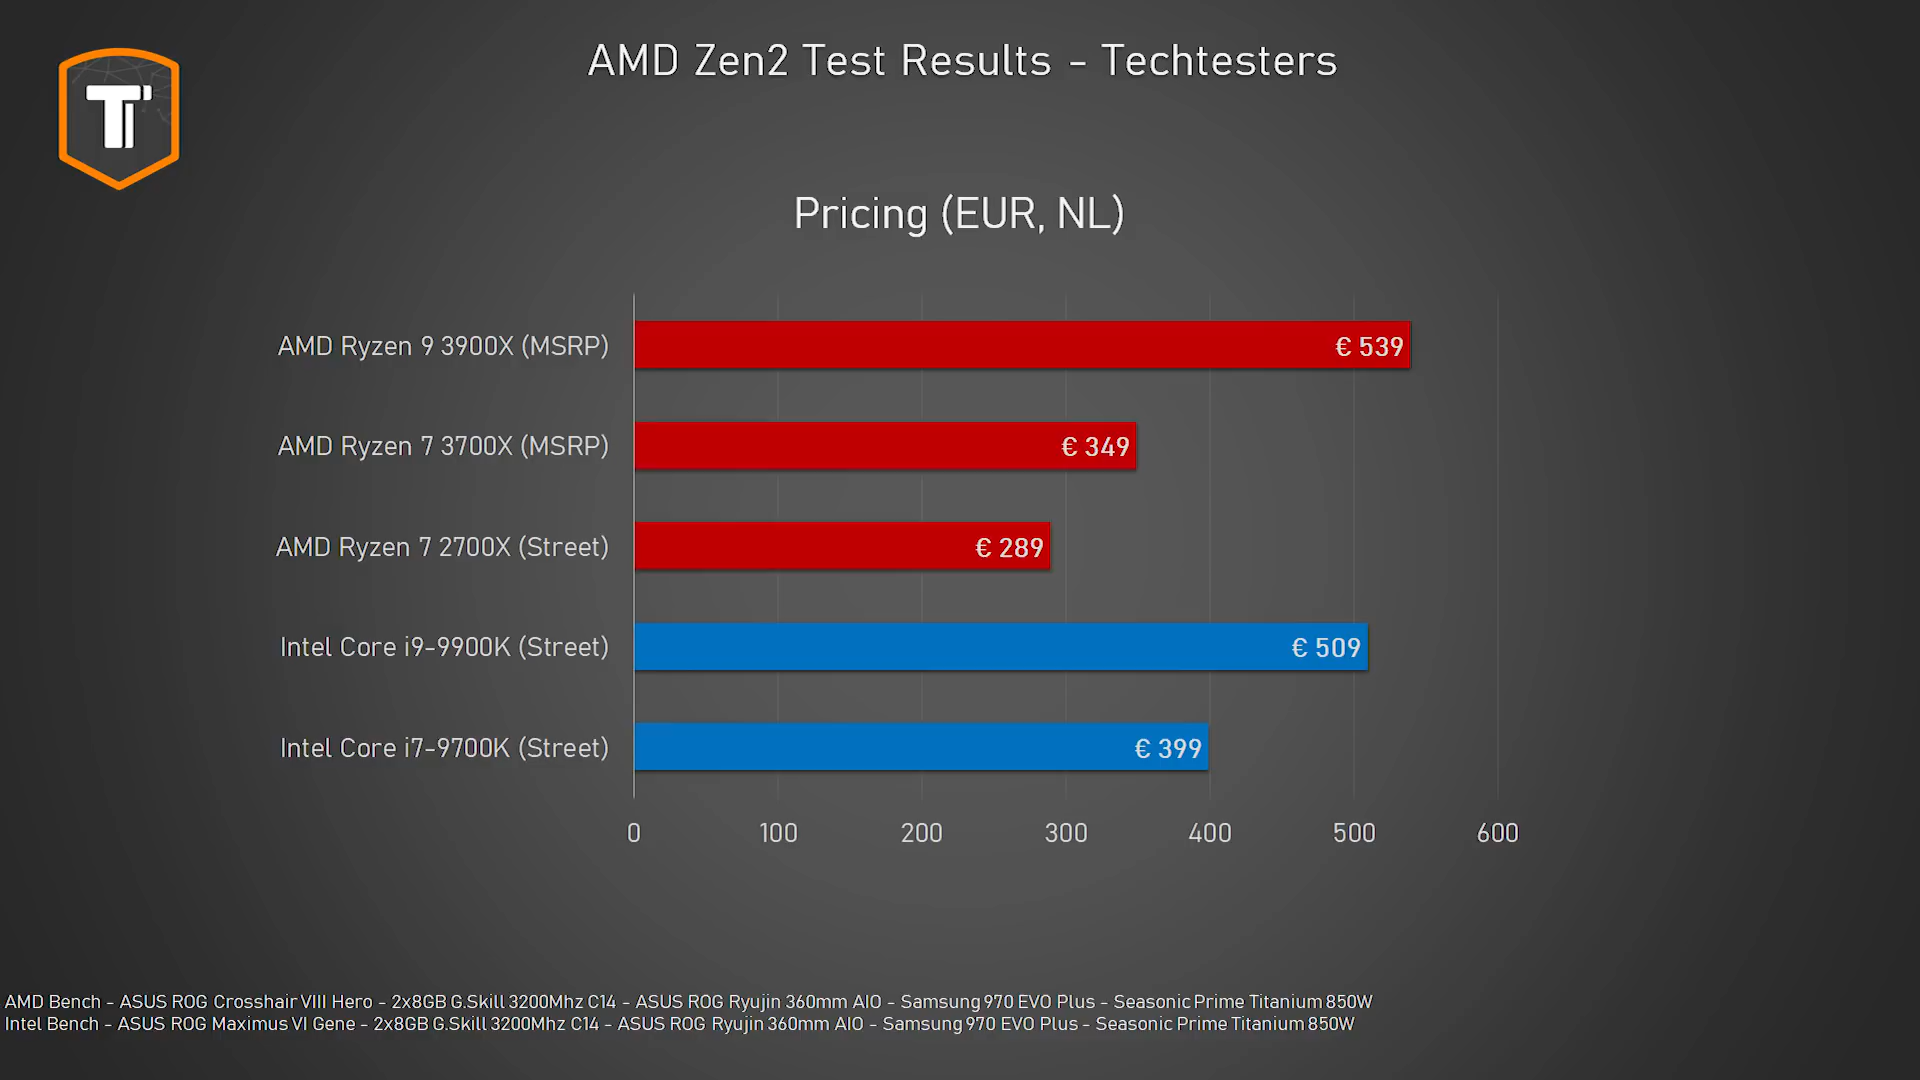 AMD Zen2 Test Results - Techtesters
Pricing (EUR, NL)
AMD Ryzen 9 3900X (MSRP)
€ 539
AMD Ryzen 7 3700X (MSRP)
€ 349
AMD Ryzen 7 2700X (Street)
€ 289
Intel Core i9-9900K (Street)
€ 509
Intel Core i7-9700K (Street)
€ 399
0 100 200 300 400 500 600
AMD Bench - ASUS ROG Crosshair VIII Hero - 2x8GB G.Skill 3200Mhz C14 - ASUS ROG Ryujin 360mm AIO - Samsung 970 EVO Plus - Seasonic Prime Titanium 850W
Intel Bench - ASUS ROG Maximus VI Gene - 2x8GB G.Skill 3200Mhz C14 - ASUS ROG Ryujin 360mm AIO - Samsung 970 EVO Plus - Seasonic Prime Titanium 850W